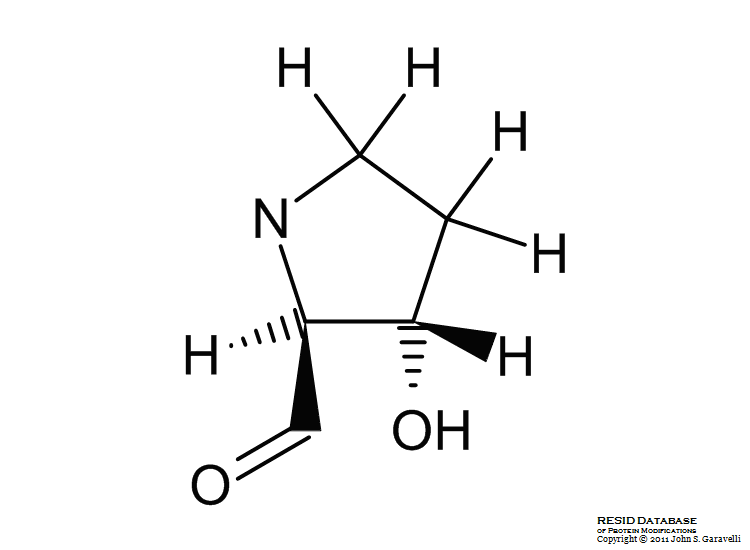 H H
H
N
H
H H
OH
O
RESID DATABASE
OF PROTEIN MODIFICATIONS
Copyright © 2011 John S. Garavelli